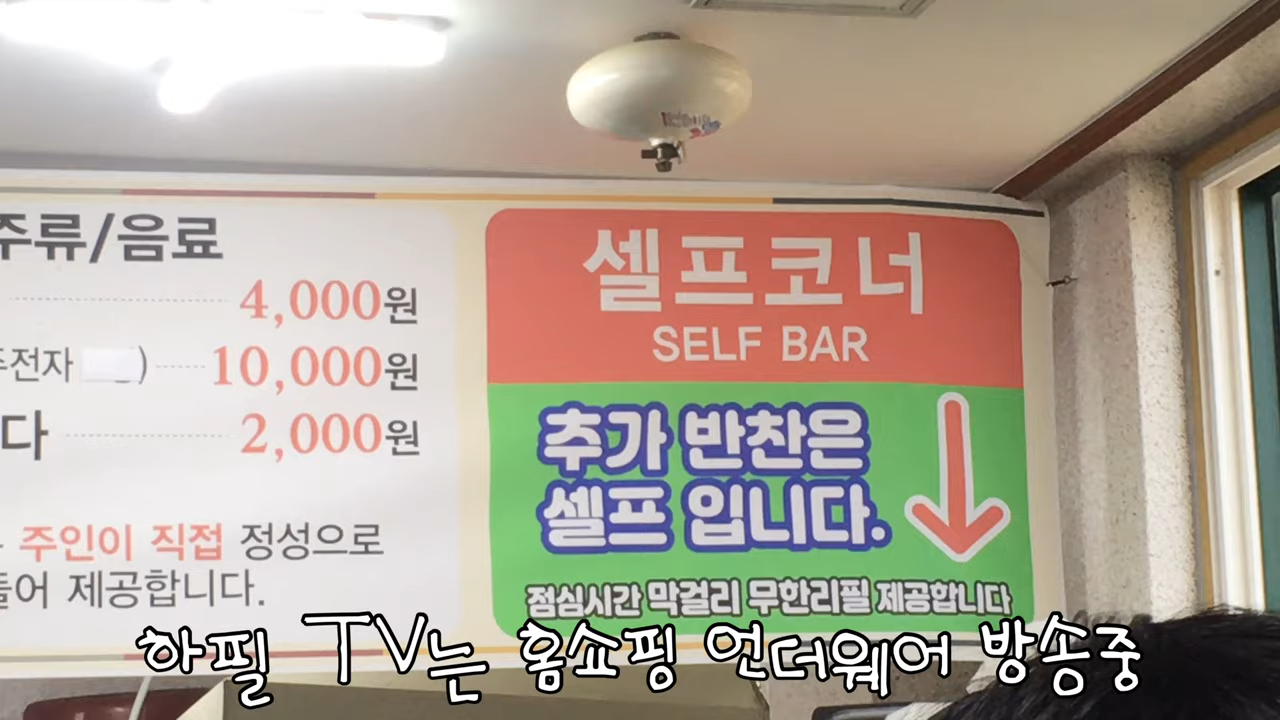 주류/음료
4,000원
주전자 ) 10,000원
다 2,000원
주인이 직접 정성으로
들어 제공합니다.
셀프코너
SELF BAR
추가 반찬은
셀프 입니다.
점심시간 막걸리 무한리필 제공합니다
하필 TV는 홈쇼핑 언더웨어 방송중